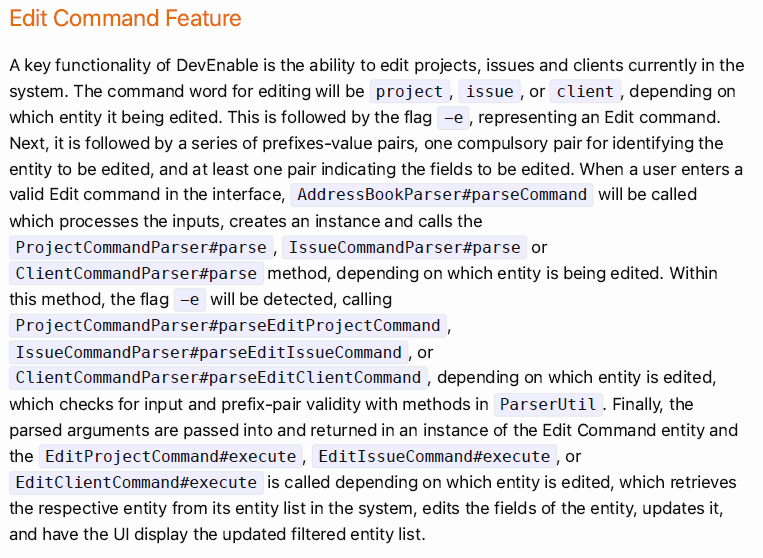 Edit Command Feature
A key functionality of DevEnable is the ability to edit projects, issues and clients currently in the
system. The command word for editing will be project, issue, or client, depending on
which entity it being edited. This is followed by the flag –e, representing an Edit command.
Next, it is followed by a series of prefixes-value pairs, one compulsory pair for identifying the
entity to be edited, and at least one pair indicating the fields to be edited. When a user enters a
valid Edit command in the interface, AddressBookParser#parseCommand will be called
which processes the inputs, creates an instance and calls the
ProjectCommandParser#parse, IssueCommandParser#parse or
ClientCommandParser#parse method, depending on which entity is being edited. Within
this method, the flag –e will be detected, calling
ProjectCommandParser#parseEditProjectCommand,
IssueCommandParser#parseEditIssueCommand, or
ClientCommandParser#parseEditClientCommand, depending on which entity is edited,
which checks for input and prefix-pair validity with methods in ParserUtil. Finally, the
parsed arguments are passed into and returned in an instance of the Edit Command entity and
the EditProjectCommand#execute, EditIssueCommand#execute, or
EditClientCommand#execute is called depending on which entity is edited, which retrieves
the respective entity from its entity list in the system, edits the fields of the entity, updates it,
and have the UI display the updated filtered entity list.